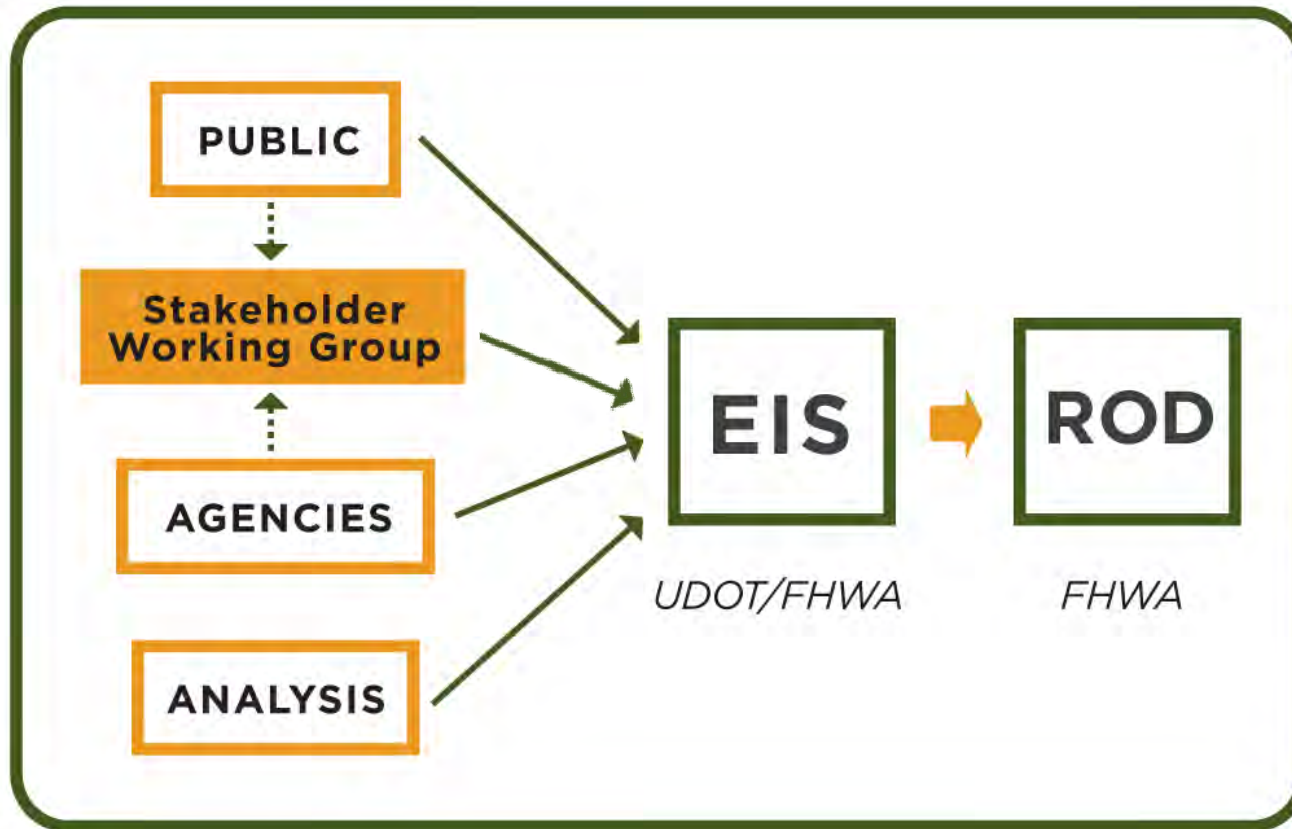 PUBLIC
Stakeholder
Working Group
AGENCIES
ANALYSIS
EIS
UDOT/FHWA
ROD
FHWA